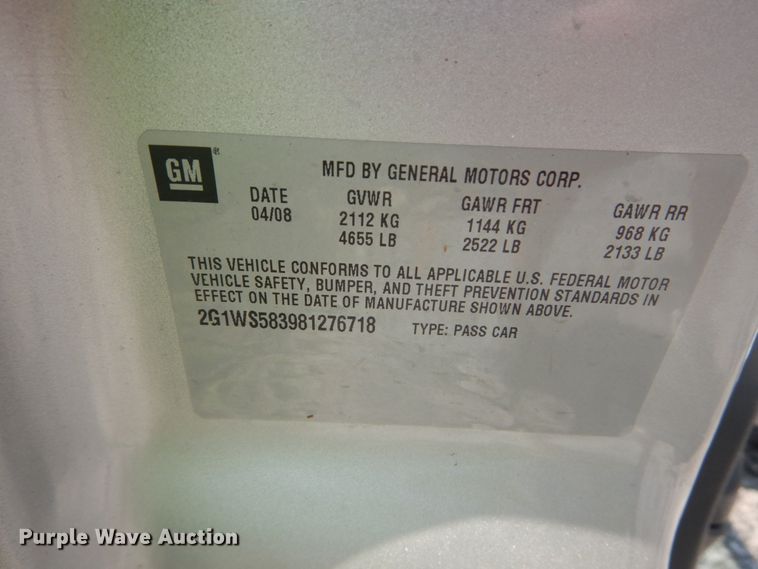 GM®
MFD BY GENERAL MOTORS CORP.
DATE GVWR GAWR FRT GAWR RR
04/08 2112 KG 1144 KG 968 KG
4655 LB 2522 LB 2133 LB
THIS VEHICLE CONFORMS TO ALL APPLICABLE U.S. FEDERAL MOTOR
VEHICLE SAFETY, BUMPER, AND THEFT PREVENTION STANDARDS IN
EFFECT ON THE DATE OF MANUFACTURE SHOWN ABOVE.
2G1WS583981276718 TYPE: PASS CAR
Purple Wave Auction